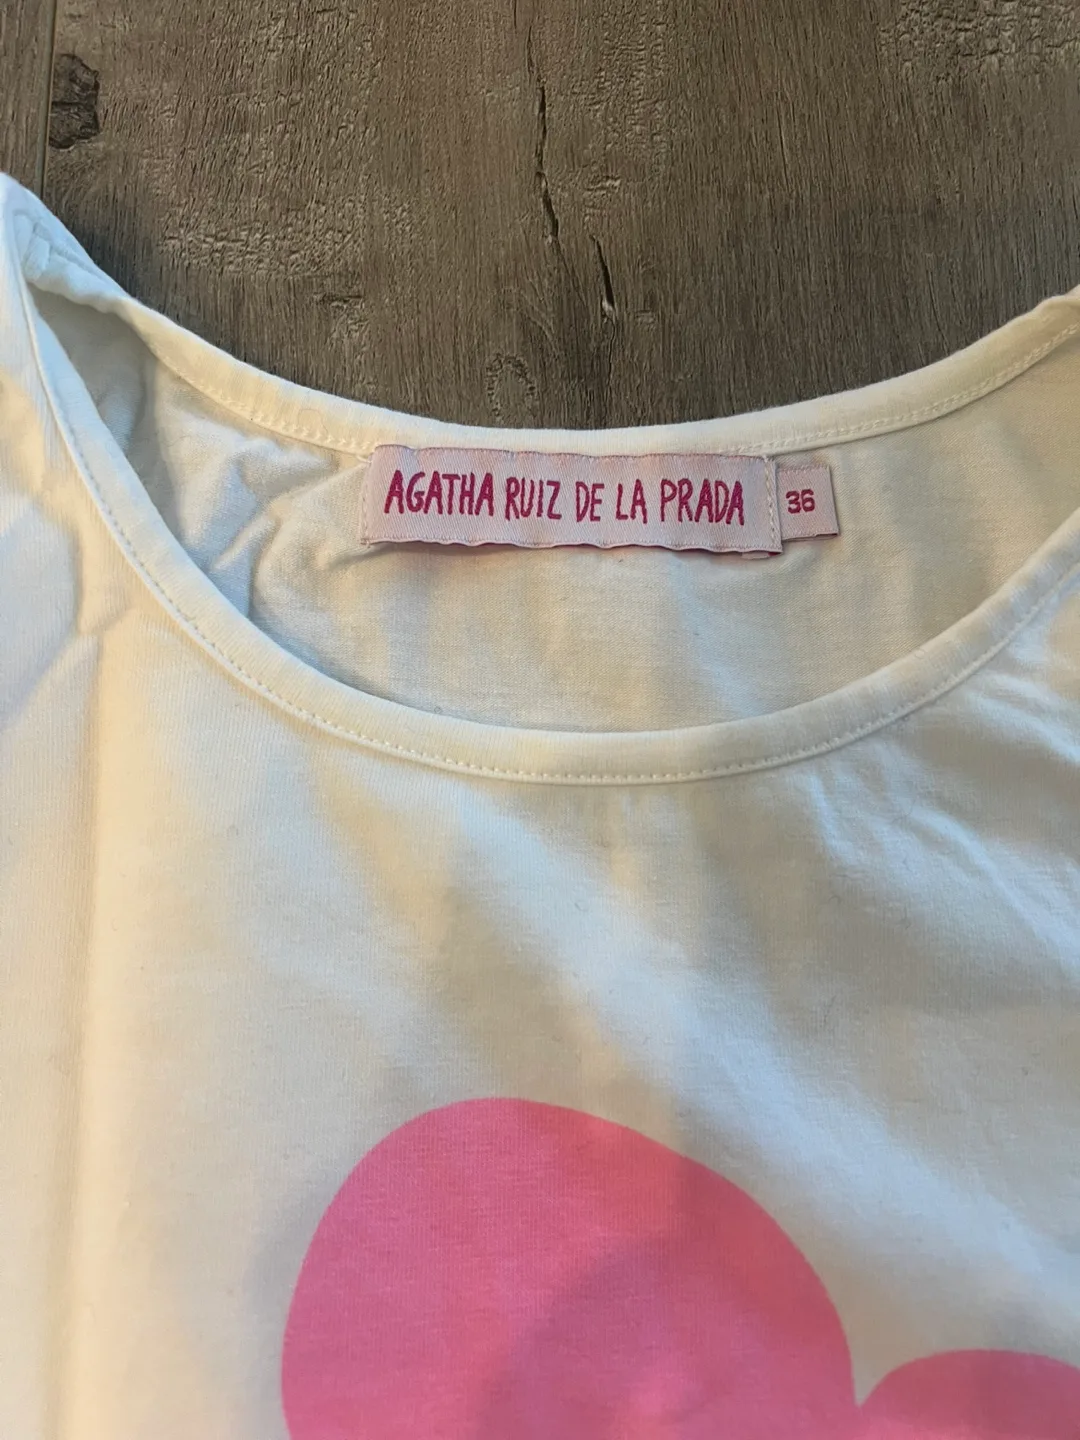 AGATHA RUIZ DE LA PRADA
36